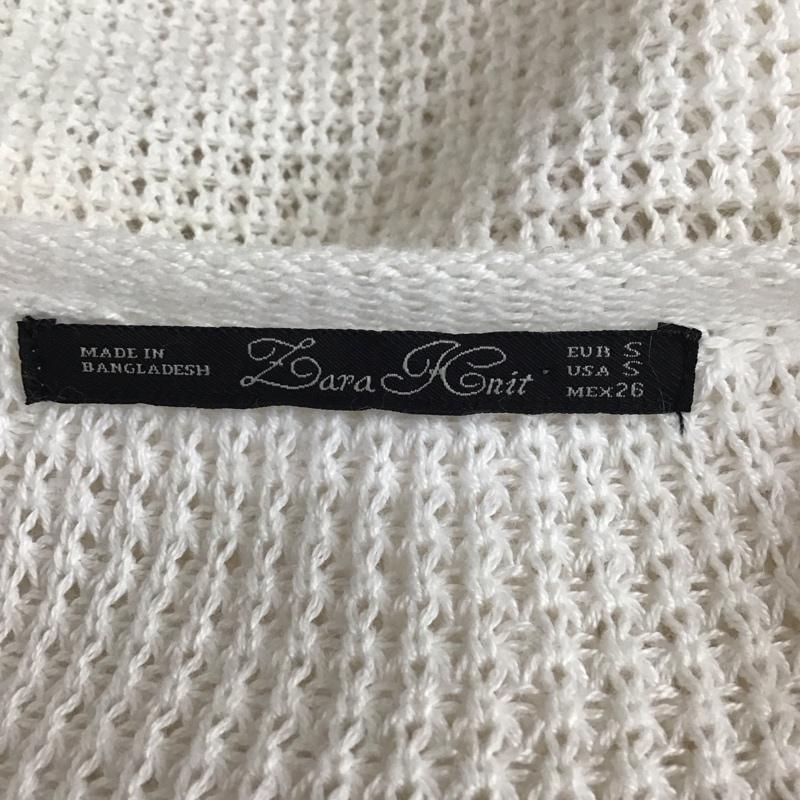 MADE IN
BANGLADESH
Zara Knit
EUR S
USA S
MEX 26